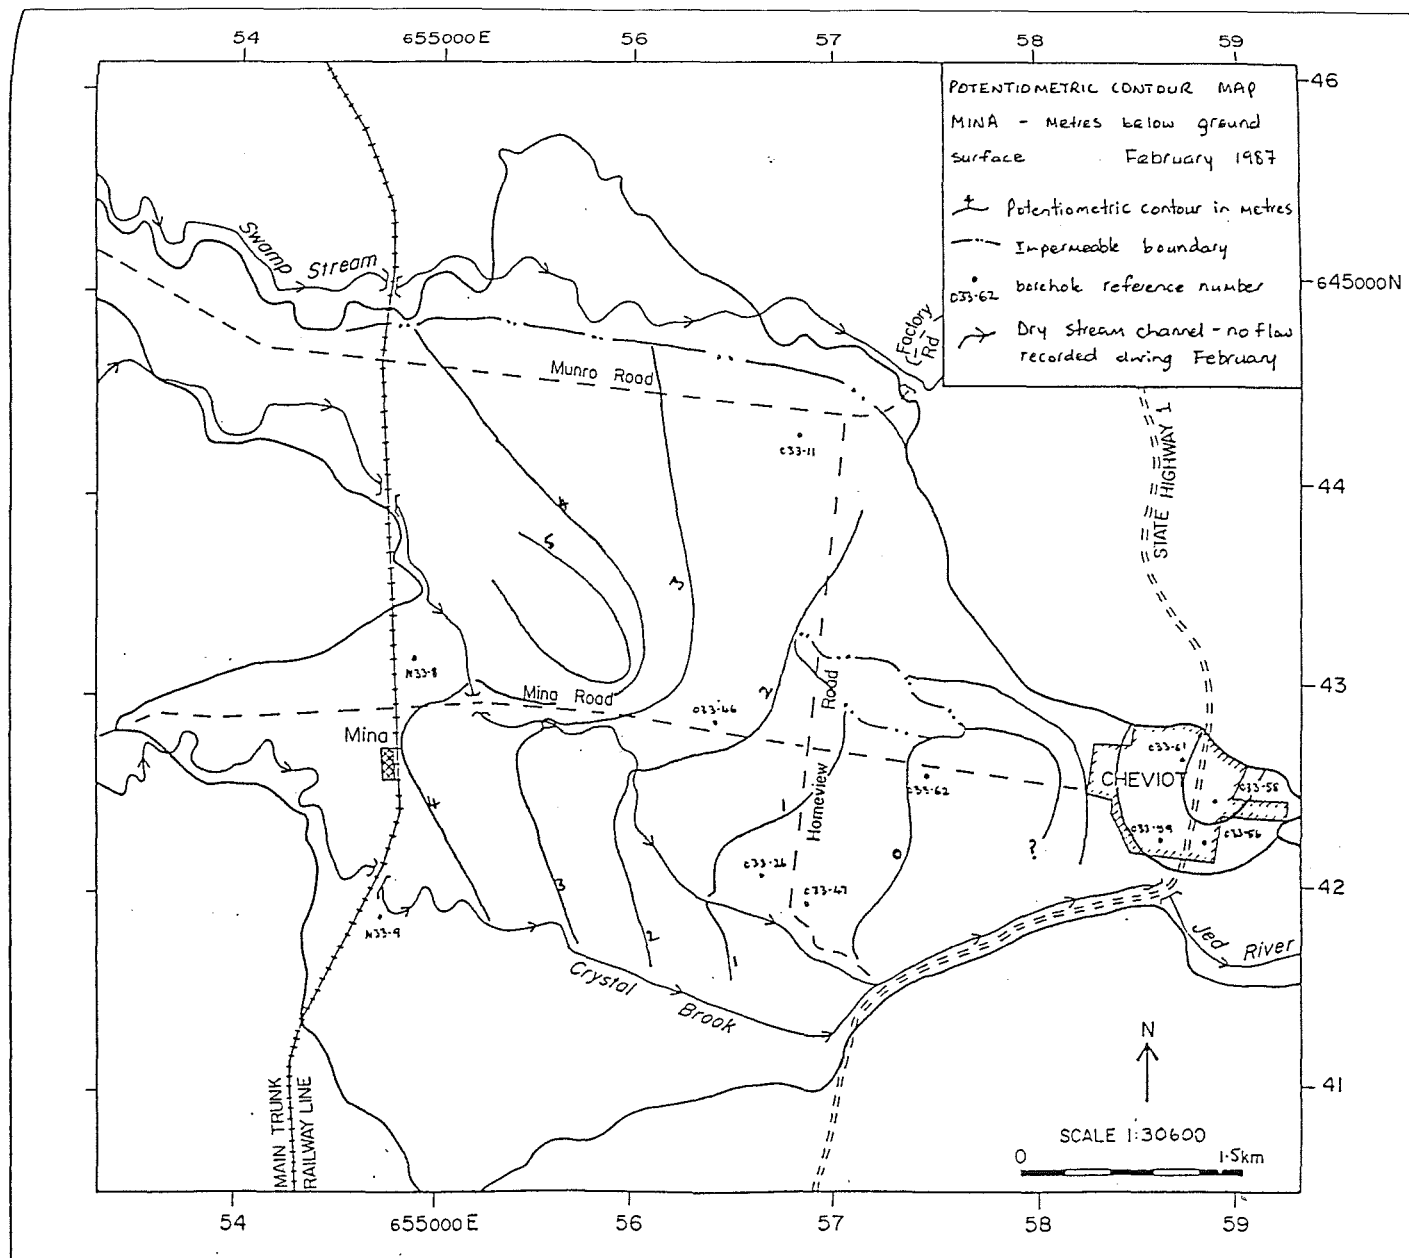 54 655000E 56 57 58 59
POTENTIOMETRIC CONTOUR MAP
MINA - Metres below ground
surface February 1987
4
Potentiometric contour in Metres
Impermeable boundary
C33-62 borehole reference number
Dry stream channel - no flow
recorded during February
46
645000N
44
43
42
41
Swamp Stream
Factory
Rd
Munro Road
STATE HIGHWAY 1
C33-11
4
5
3
N33-8
Mina Road
2
O33-46
Road
Mina
C33-61
CHEVIOT
C33-58
C33-62
4
1
Homeview
C33-59
C33-56
?
0
C33-26
3
C33-47
N33-9
2
1
Jed
River
Crystal
Brook
N
MAIN TRUNK
RAILWAY LINE
SCALE 1:30600
0 1·5km
54 655000E 56 57 58 59